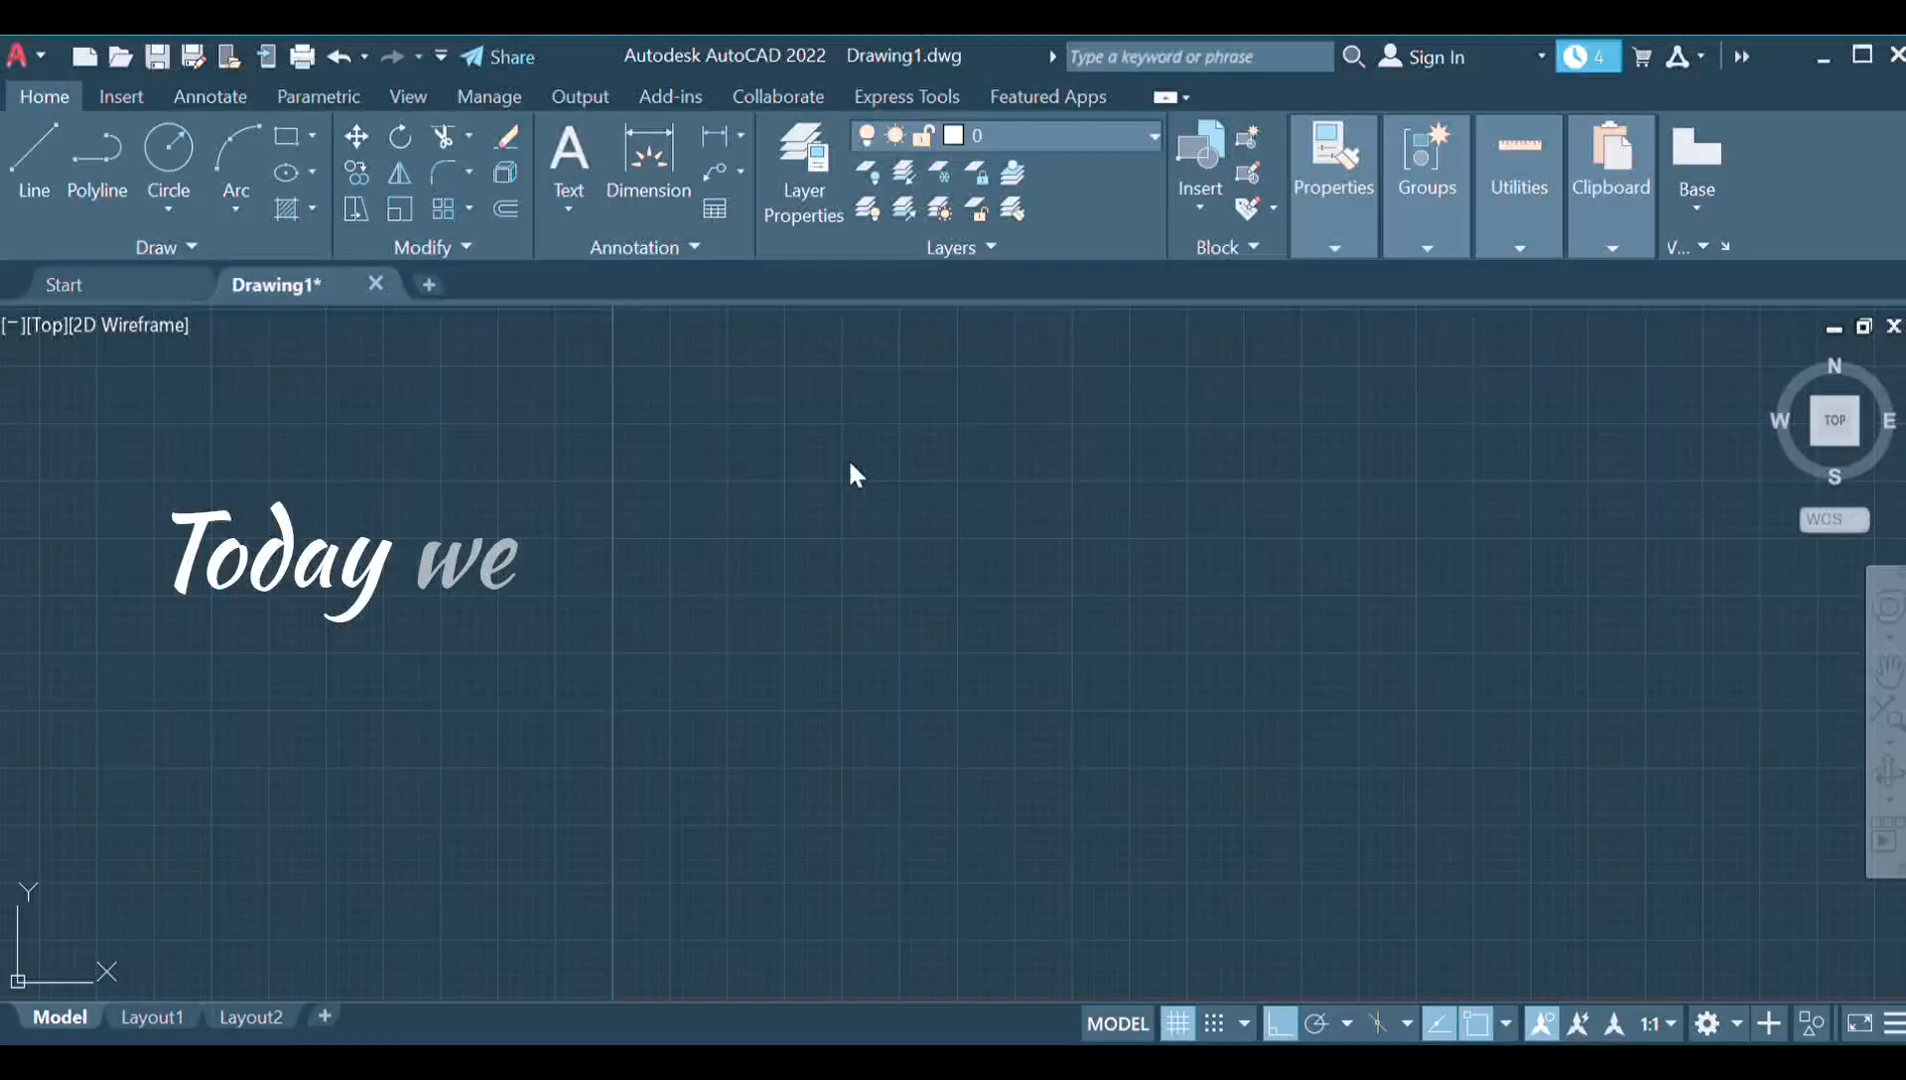 Share Autodesk AutoCAD 2022 Drawing1.dwg Type a keyword or phrase Sign In 4
Home Insert Annotate Parametric View Manage Output Add-ins Collaborate Express Tools Featured Apps
0
Line Polyline Circle Arc Text Dimension Layer Properties Insert Properties Groups Utilities Clipboard Base
Draw Modify Annotation Layers Block V...
Start Drawing1*
[−][Top][2D Wireframe]
N
W TOP E
S
WCS
Today we
Y
X
Model Layout1 Layout2
MODEL 1:1